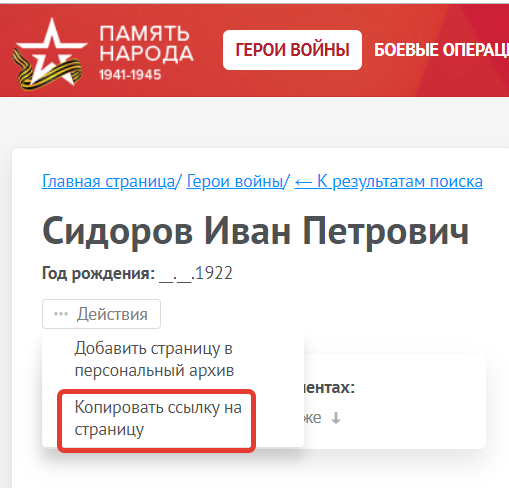 ПАМЯТЬ
НАРОДА
1941-1945
ГЕРОИ ВОЙНЫ
БОЕВЫЕ ОПЕРАЦ
Главная страница/ Герои войны/ ← К результатам поиска
Сидоров Иван Петрович
Год рождения: __.__.1922
··· Действия
Добавить страницу в
персональный архив
ментах:
Копировать ссылку на
же ↓
страницу